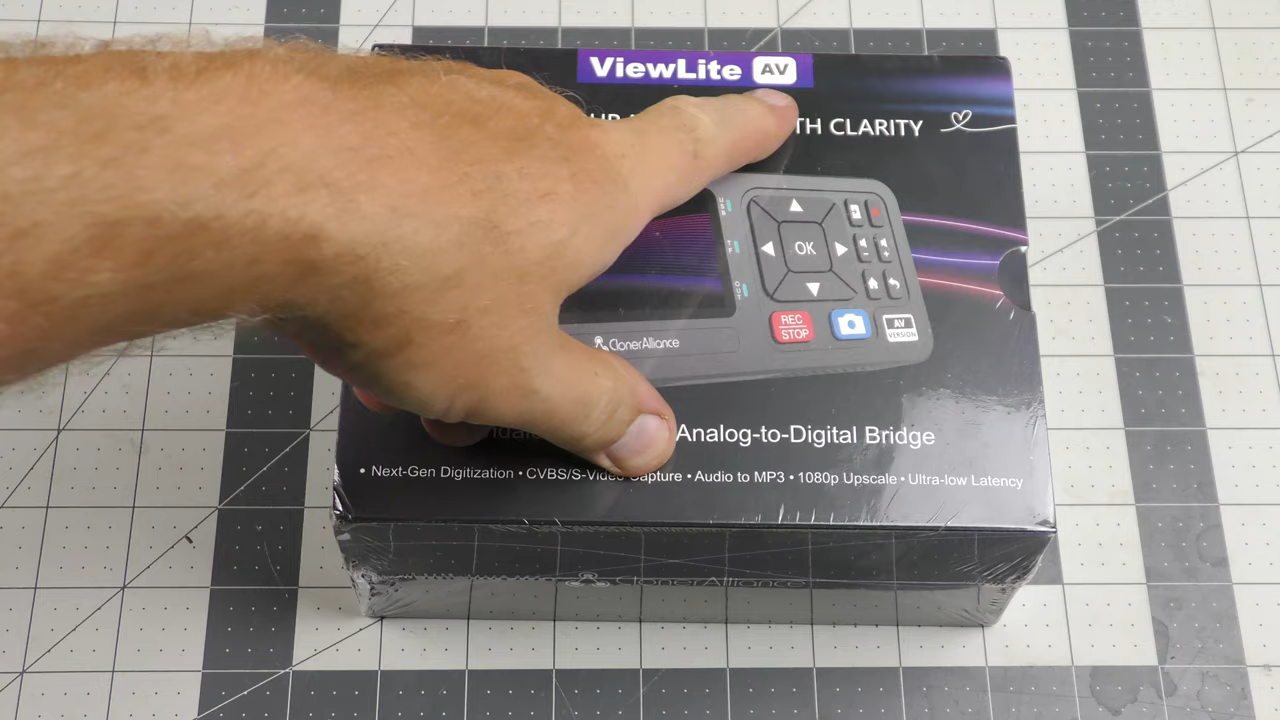 ViewLite AV
TH CLARITY
OK
REC
STOP
AV
VERSION
ClonerAlliance
Analog-to-Digital Bridge
• Next-Gen Digitization • CVBS/S-Video Capture • Audio to MP3 • 1080p Upscale • Ultra-low Latency
ClonerAlliance